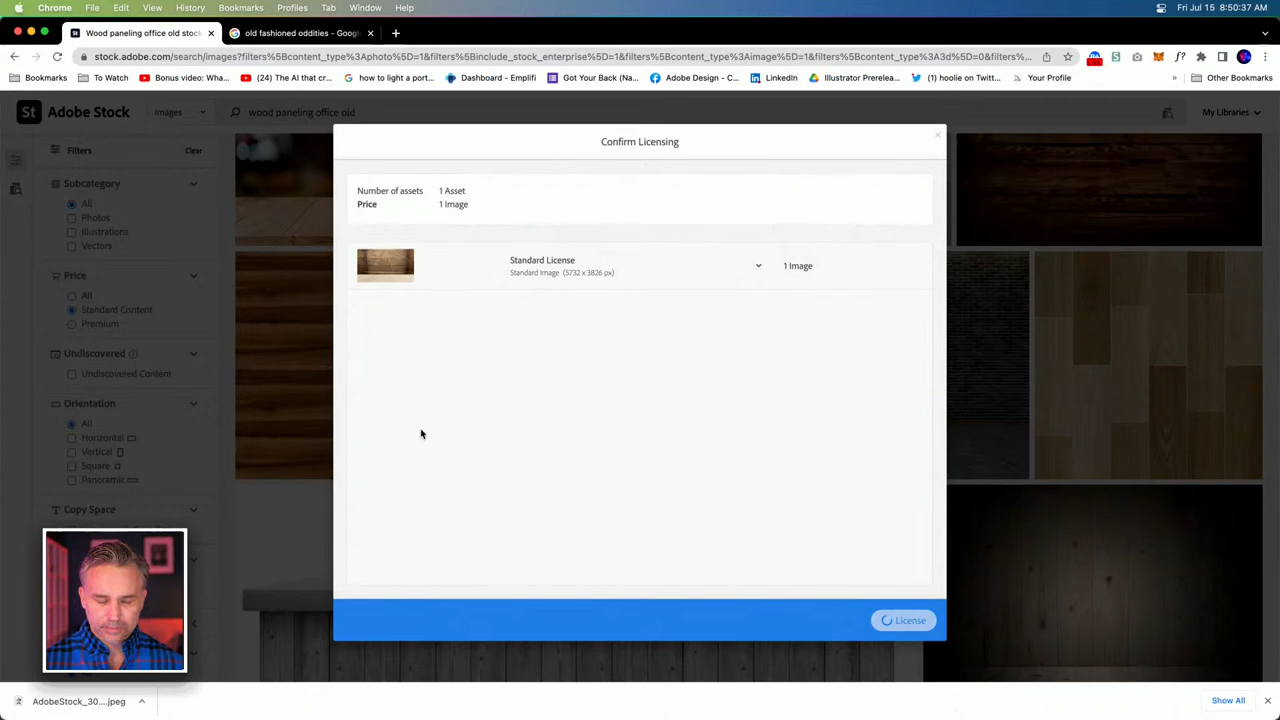 Chrome File Edit View History Bookmarks Profiles Tab Window Help Fri Jul 15 8:50:37 AM
Wood paneling office old stock × old fashioned oddities - Googl × +
stock.adobe.com/search/images?filters%5Bcontent_type%3Aphoto%5D=1&filters%5Binclude_stock_enterprise%5D=1&filters%5Bcontent_type%3Aimage%5D=1&filters%5Bcontent_type%3A3d%5D=0&filters%...
Bookmarks To Watch Bonus video: Wha... (24) The AI that cr... how to light a port... Dashboard - Emplifi Got Your Back (Na... Adobe Design - C... LinkedIn Illustrator Prerelea... (1) hoolie on Twitt... Your Profile » Other Bookmarks
St Adobe Stock Images wood paneling office old My Libraries
Confirm Licensing
Filters Clear
Number of assets 1 Asset
Price 1 Image
Subcategory
All
Photos
Illustrations
Vectors
Standard License
Standard Image (5732 x 3826 px)
1 Image
Price
All
Standard Content
Premium
Undiscovered
Undiscovered Content
Orientation
All
Horizontal
Vertical
Square
Panoramic
Copy Space
License
AdobeStock_30....jpeg
Show All